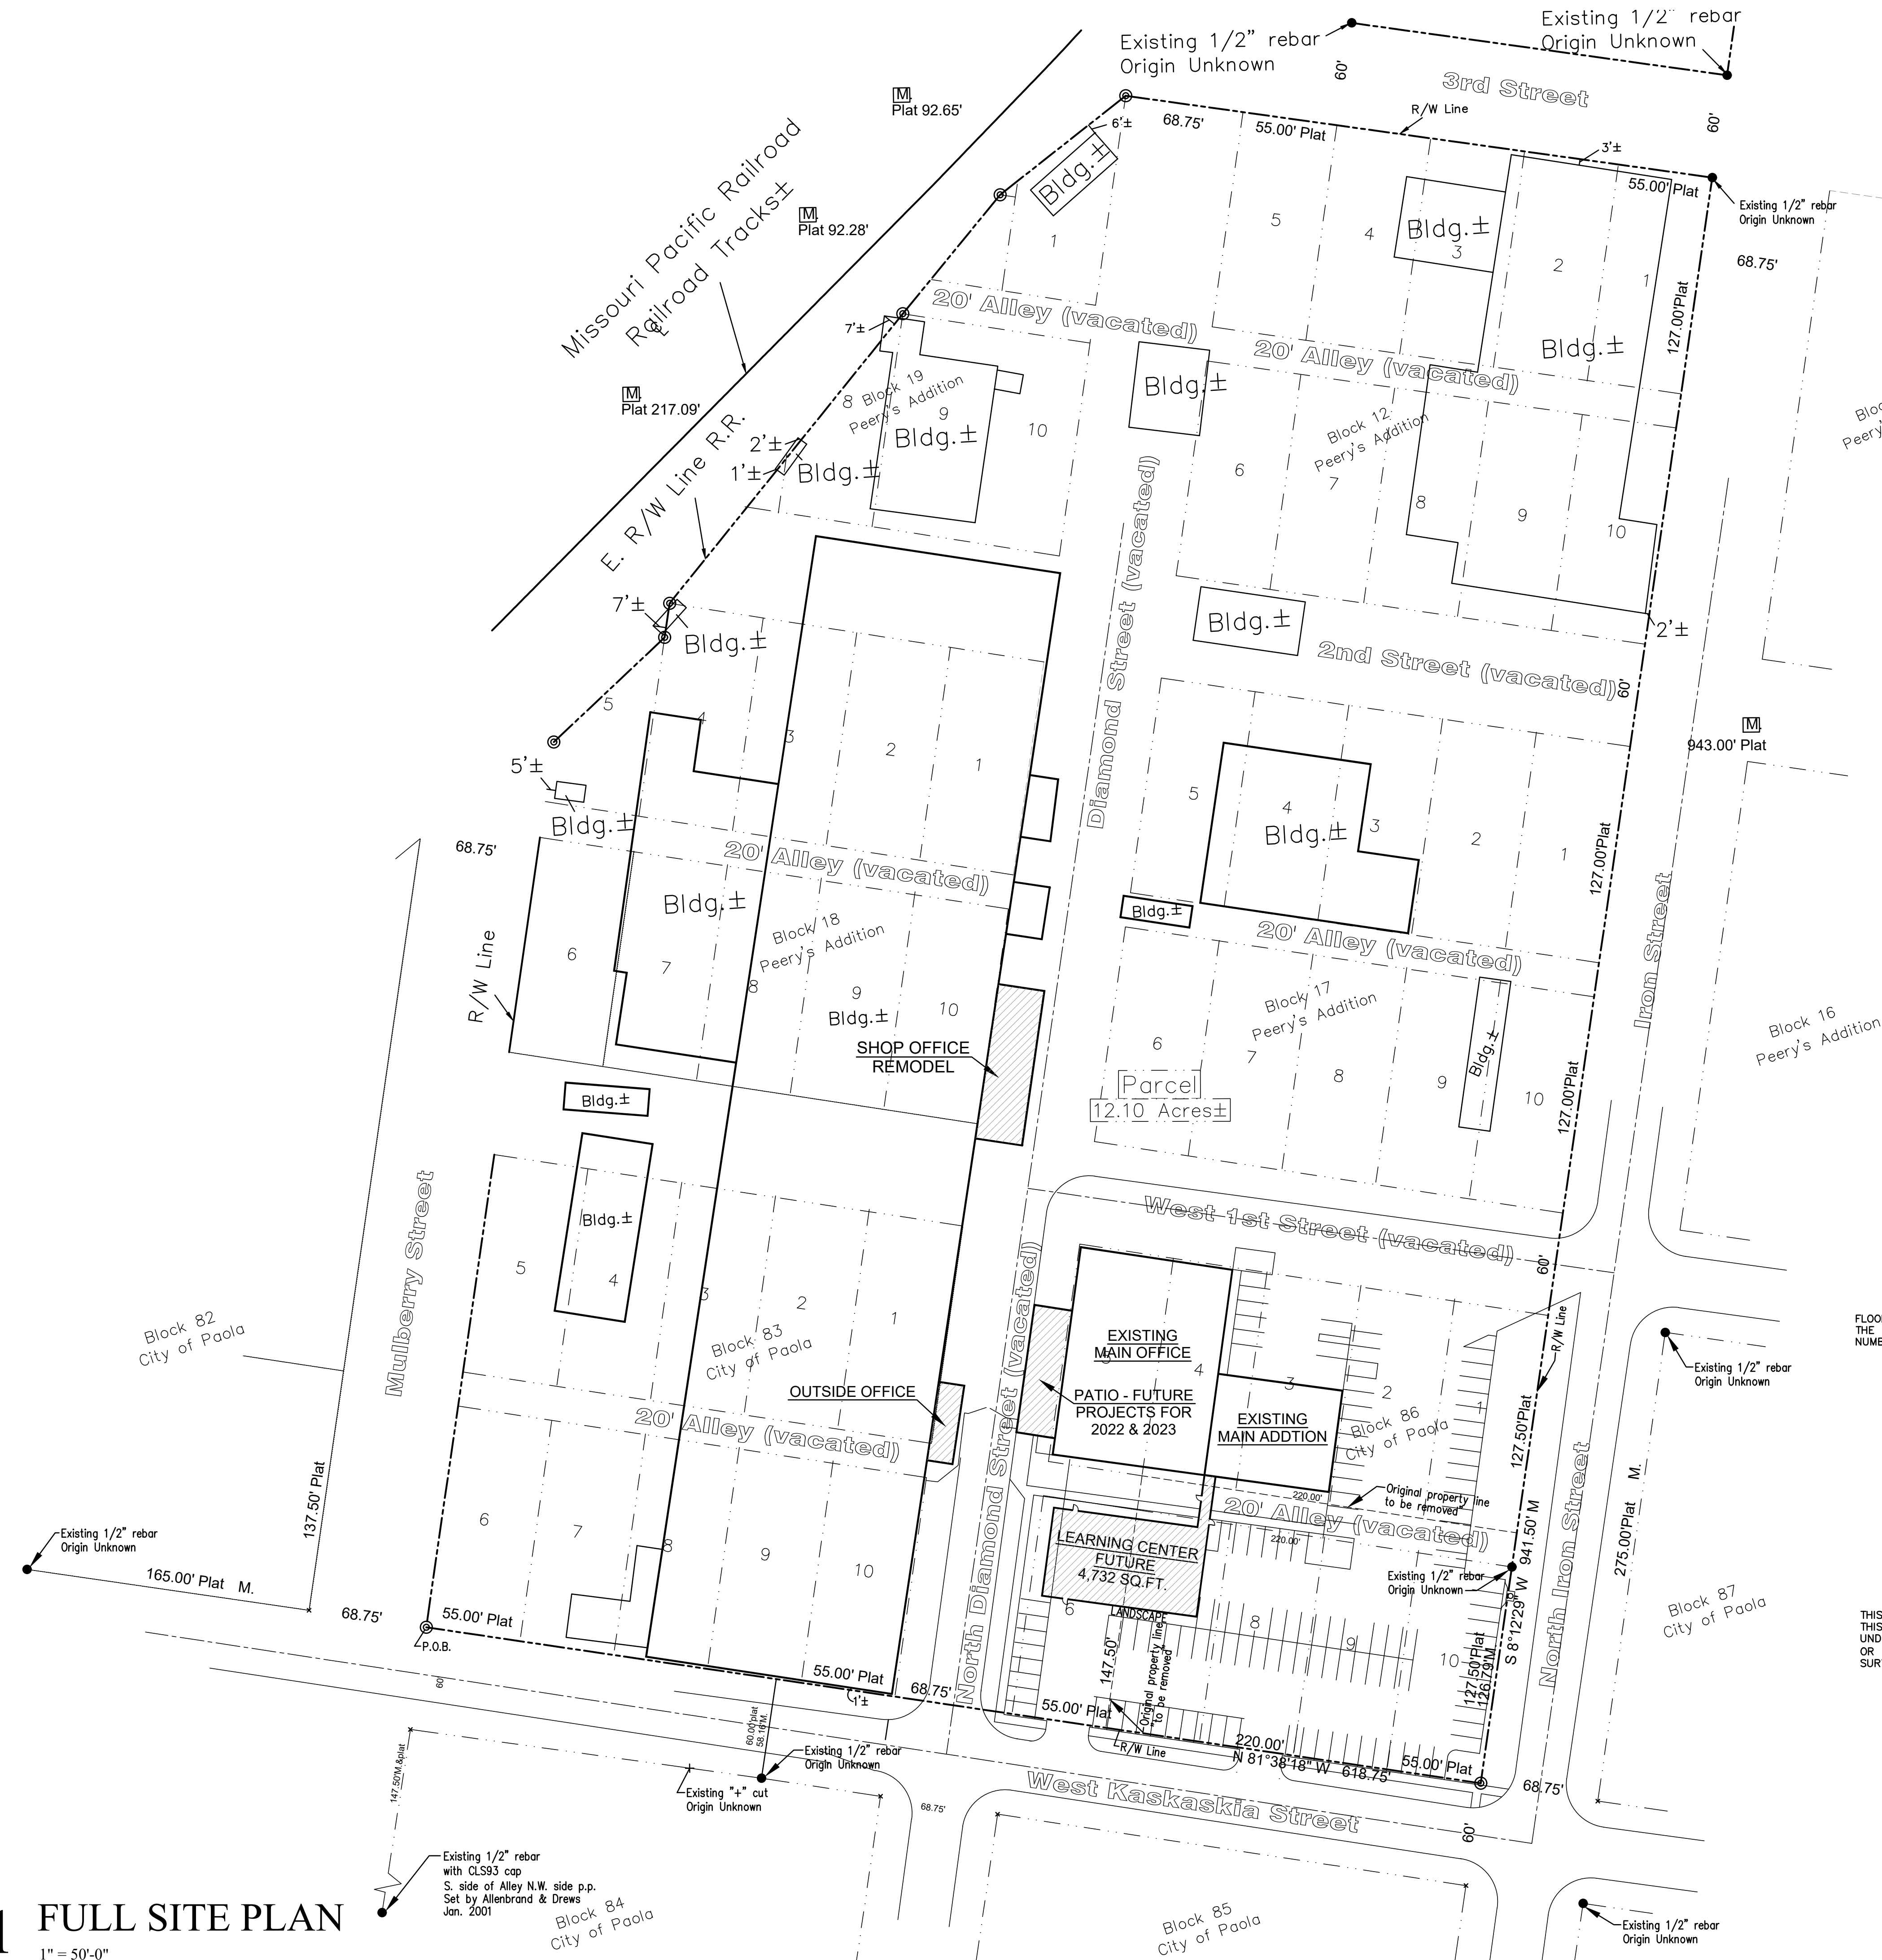 Existing 1/2" rebar
Origin Unknown
Existing 1/2" rebar
Origin Unknown
60'
3rd Street
60'
M.
Plat 92.65'
R/W Line
6'±
68.75'
55.00' Plat
3'±
55.00' Plat
Existing 1/2" rebar
Origin Unknown
68.75'
Bldg.±
Missouri Pacific Railroad
Railroad Tracks±
M.
Plat 92.28'
1
5
4
Bldg.±
3
2
1
127.00'Plat
20' Alley (vacated)
20' Alley (vacated)
Bldg.±
7'±
M.
Plat 217.09'
8 Block 19
Peery's Addition
9
Bldg.±
10
Bldg.±
Block 12
Peery's Addition
6
7
8
9
10
E. R/W Line R.R.
2'±
1'±
Bldg.±
Diamond Street (vacated)
7'±
Bldg.±
Bldg.±
2'±
2nd Street (vacated)
60'
M.
943.00' Plat
5
4
3
2
1
5'±
Bldg.±
5
4
3
Bldg.±
2
1
127.00'Plat
68.75'
20' Alley (vacated)
Bldg.±
Bldg.±
20' Alley (vacated)
Iron Street
R/W Line
Block 18
Peery's Addition
6
7
8
9
Bldg.±
10
Block 17
Peery's Addition
Block 16
Peery's Addition
SHOP OFFICE
REMODEL
6
7
8
9
Bldg.±
10
127.00'Plat
Parcel
12.10 Acres±
Bldg.±
Mulberry Street
Bldg.±
5
4
3
2
1
West 1st Street (vacated)
60'
Block 82
City of Paola
Block 83
City of Paola
OUTSIDE OFFICE
North Diamond Street (vacated)
EXISTING
MAIN OFFICE
5
4
3
2
1
PATIO - FUTURE
PROJECTS FOR
2022 & 2023
EXISTING
MAIN ADDTION
Block 86
City of Paola
R/W Line
127.50'Plat
Existing 1/2" rebar
Origin Unknown
FLOO
THE
NUME
20' Alley (vacated)
220.00'
Original property line
to be removed"
20' Alley (vacated)
220.00'
941.50' M
S 8°12'29" W
275.00'Plat M.
137.50' Plat
Existing 1/2" rebar
Origin Unknown
165.00' Plat M.
6
7
8
9
10
LEARNING CENTER
FUTURE
4,732 SQ.FT.
6
LANDSCAPE
8
9
10
Existing 1/2" rebar
Origin Unknown
127.50'Plat
126.79'M
North Iron Street
Block 87
City of Paola
THIS
THIS
UND
OR
SUR
68.75'
55.00' Plat
P.O.B.
147.50'
"Original property line
to be removed"
55.00' Plat
1'±
68.75'
55.00' Plat
R/W Line
220.00'
N 81°38'18" W 618.75'
55.00' Plat
68.75'
60'
60.00'plat
58.16'M.
Existing 1/2" rebar
Origin Unknown
Existing "+" cut
Origin Unknown
147.50'M.&plat
68.75'
West Kaskaskia Street
60'
Existing 1/2" rebar
with CLS93 cap
S. side of Alley N.W. side p.p.
Set by Allenbrand & Drews
Jan. 2001
Block 84
City of Paola
Block 85
City of Paola
Existing 1/2" rebar
Origin Unknown
1 FULL SITE PLAN
1" = 50'-0"